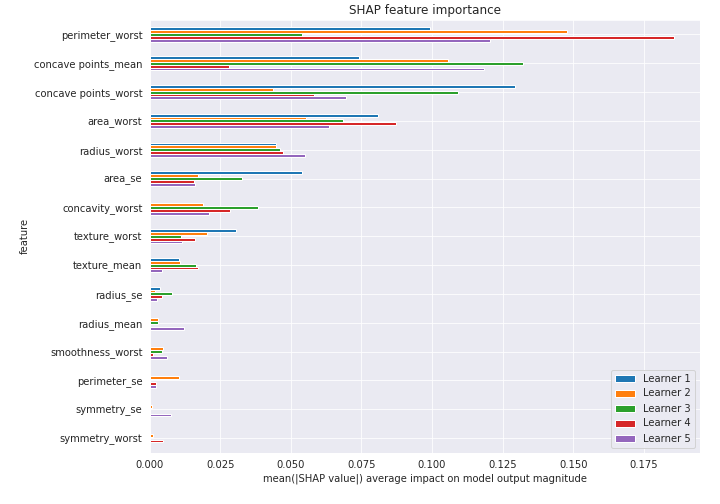 SHAP feature importance
perimeter_worst
concave points_mean
concave points_worst
area_worst
radius_worst
area_se
concavity_worst
texture_worst
texture_mean
radius_se
radius_mean
smoothness_worst
perimeter_se
symmetry_se
symmetry_worst
feature
Learner 1
Learner 2
Learner 3
Learner 4
Learner 5
0.000 0.025 0.050 0.075 0.100 0.125 0.150 0.175
mean(|SHAP value|) average impact on model output magnitude